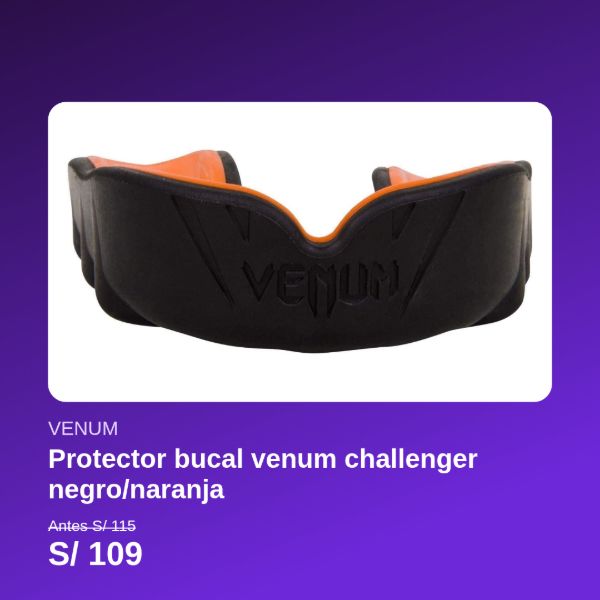 VENUM
VENUM
Protector bucal venum challenger
negro/naranja
Antes S/ 115
S/ 109